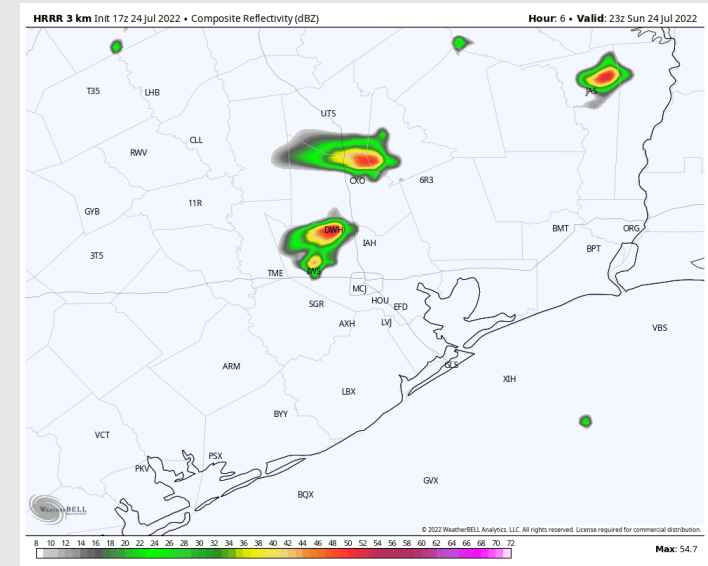 HRRR 3 km Init 17z 24 Jul 2022 • Composite Reflectivity (dBZ) Hour: 6 • Valid: 23z Sun 24 Jul 2022
T35 LHB JAS
UTS
CLL
RWV
CXO 6R3
11R
GYB
DWH BMT ORG
IAH BPT
3T5
TME IWS
MCJ
SGR HOU EFD
AXH LVJ VBS
ARM GLS
XIH
LBX
BYY
VCT
PSX
PKV
GVX
BQX
WeatherBELL
© 2022 WeatherBELL Analytics, LLC. All rights reserved. License required for commercial distribution.
8 10 12 14 16 18 20 22 24 26 28 30 32 34 36 38 40 42 44 46 48 50 52 54 56 58 60 62 64 66 68 70 72
Max: 54.7